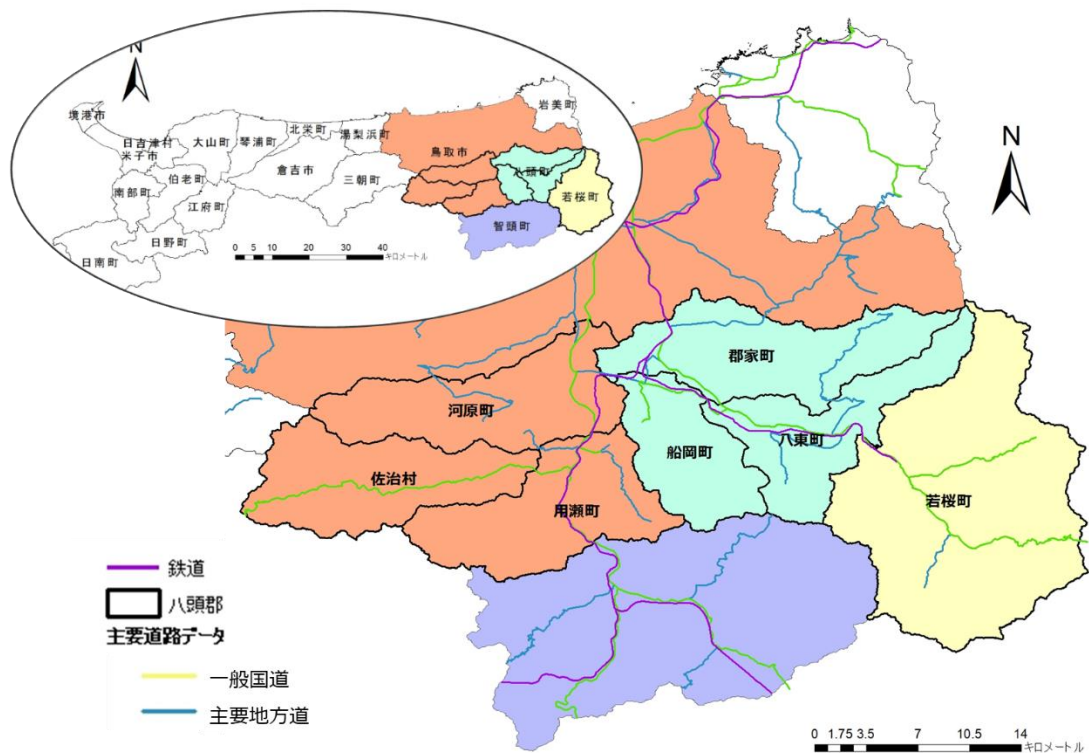 N
境港市
日吉津村
米子市
大山町
琴浦町
北栄町
湯梨浜町
鳥取市
岩美町
八頭町
若桜町
智頭町
倉吉市
三朝町
南部町
伯老町
江府町
日野町
日南町
0 5 10 20 30 40
キロメートル
N
郡家町
河原町
船岡町
八東町
佐治村
用瀬町
若桜町
鉄道
八頭郡
主要道路データ
一般国道
主要地方道
0 1.75 3.5 7 10.5 14
キロメートル